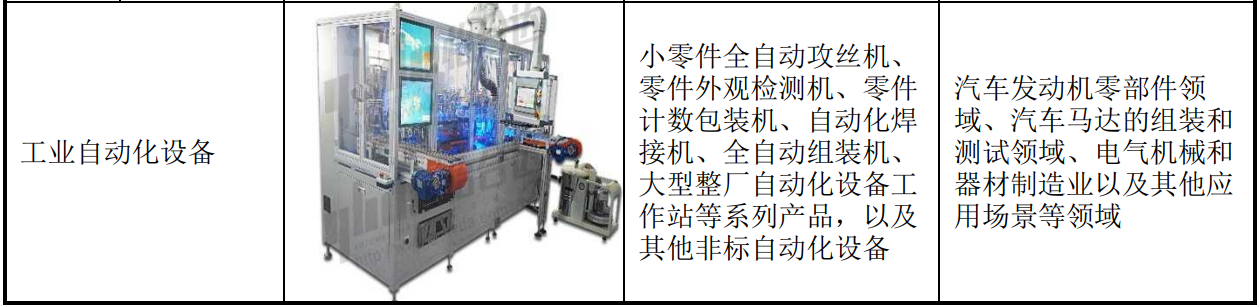 工业自动化设备
小零件全自动攻丝机、
零件外观检测机、零件
计数包装机、自动化焊
接机、全自动组装机、
大型整厂自动化设备工
作站等系列产品，以及
其他非标自动化设备
汽车发动机零部件领
域、汽车马达的组装和
测试领域、电气机械和
器材制造业以及其他应
用场景等领域